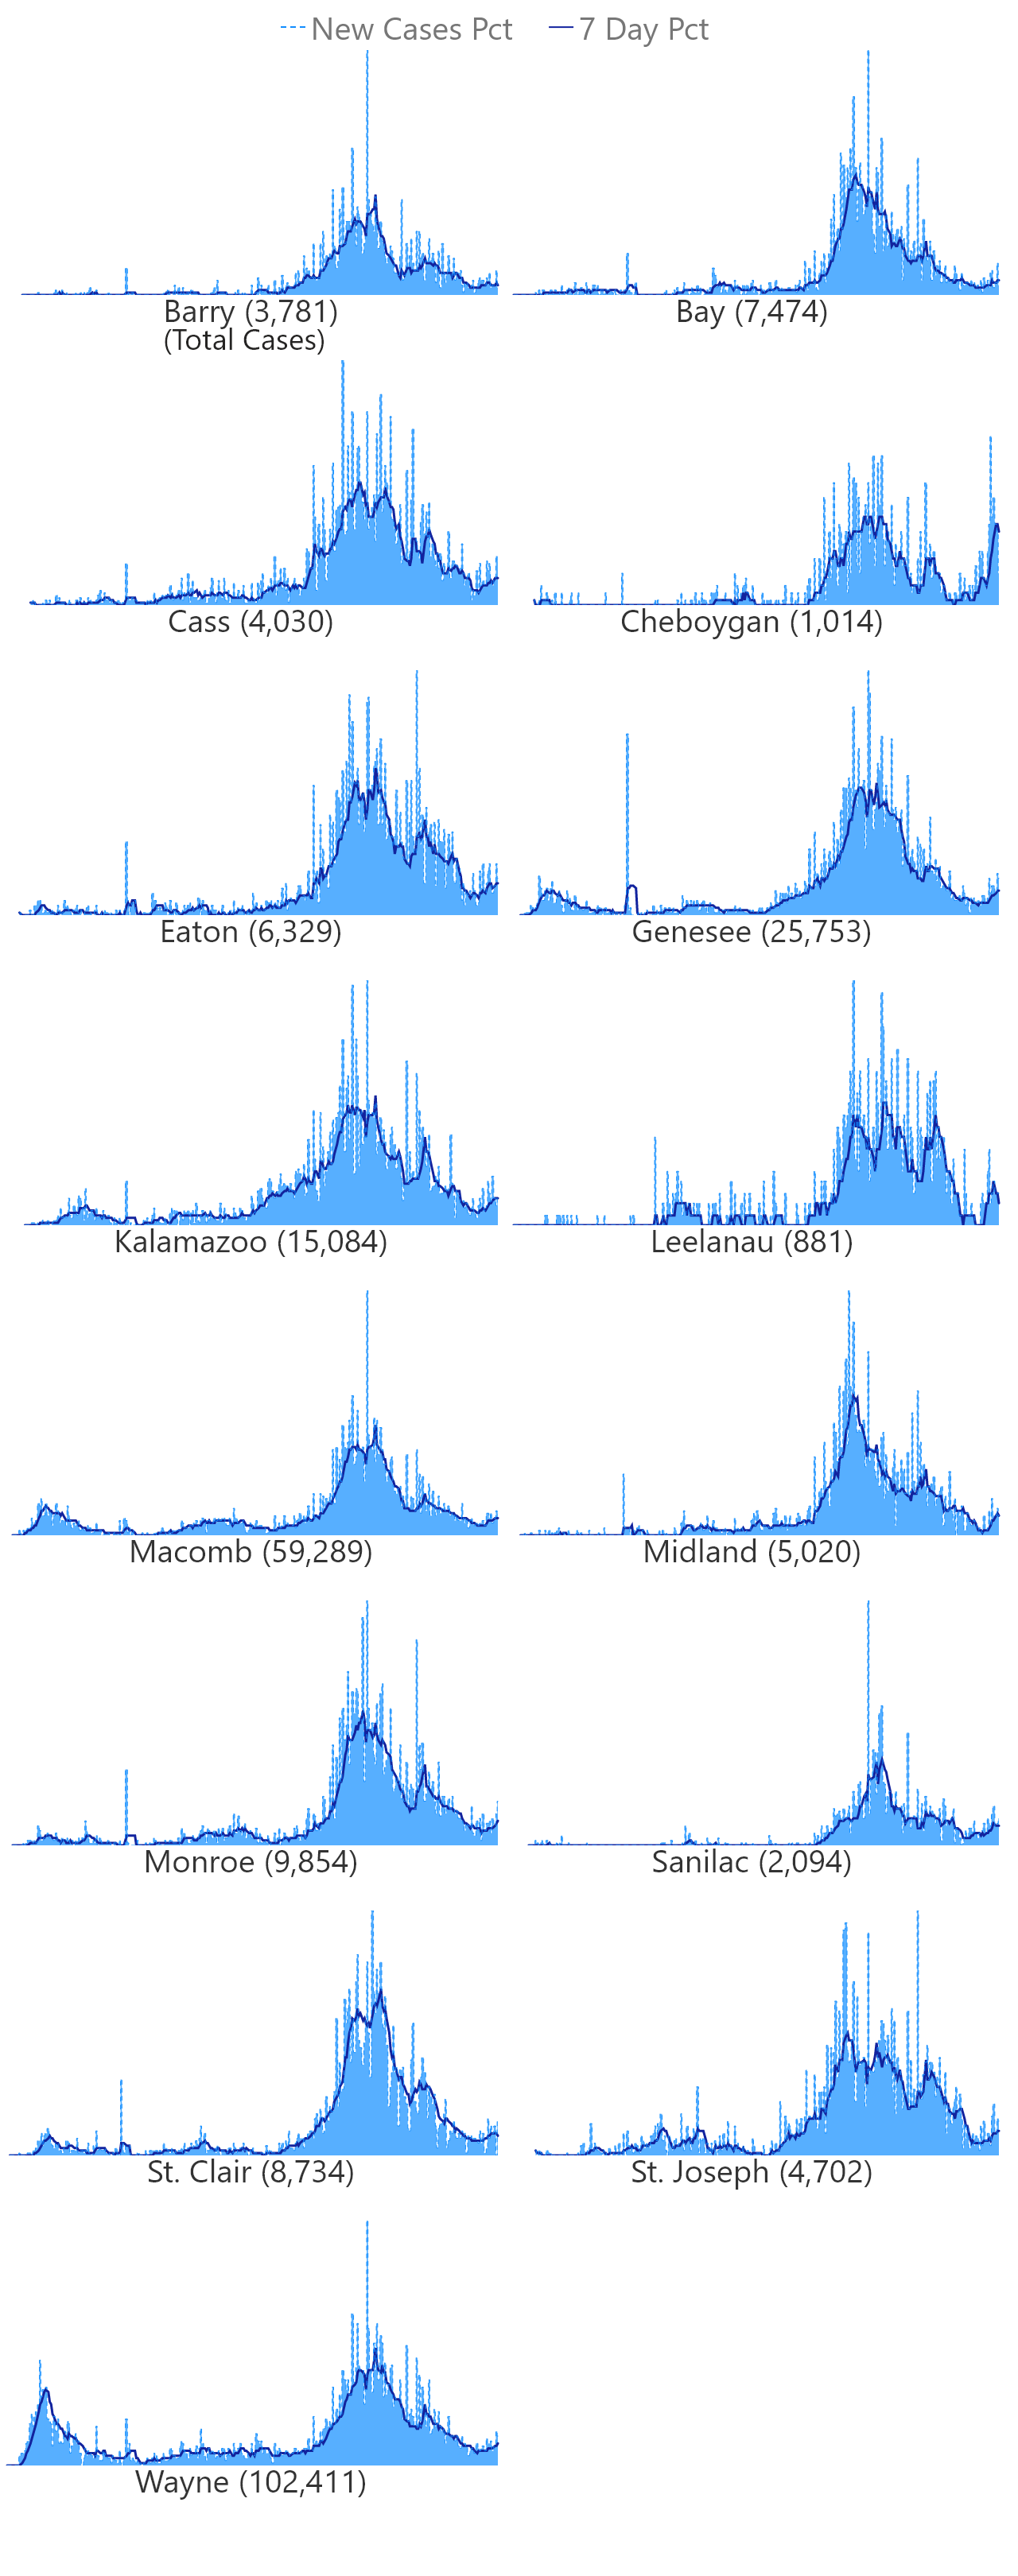 New Cases Pct 7 Day Pct
Barry (3,781)
(Total Cases)
Bay (7,474)
Cass (4,030)
Cheboygan (1,014)
Eaton (6,329)
Genesee (25,753)
Kalamazoo (15,084)
Leelanau (881)
Macomb (59,289)
Midland (5,020)
Monroe (9,854)
Sanilac (2,094)
St. Clair (8,734)
St. Joseph (4,702)
Wayne (102,411)